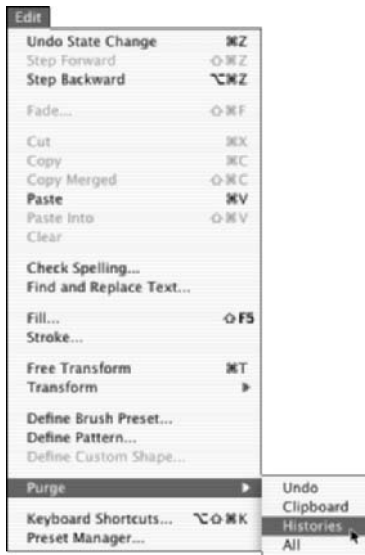 Edit
Undo State Change ⌘Z
Step Forward ⇧⌘Z
Step Backward ⌥⌘Z
Fade... ⇧⌘F
Cut ⌘X
Copy ⌘C
Copy Merged ⇧⌘C
Paste ⌘V
Paste Into ⇧⌘V
Clear
Check Spelling...
Find and Replace Text...
Fill... ⇧F5
Stroke...
Free Transform ⌘T
Transform
Define Brush Preset...
Define Pattern...
Define Custom Shape...
Purge
Undo
Clipboard
Histories
All
Keyboard Shortcuts... ⌥⇧⌘K
Preset Manager...